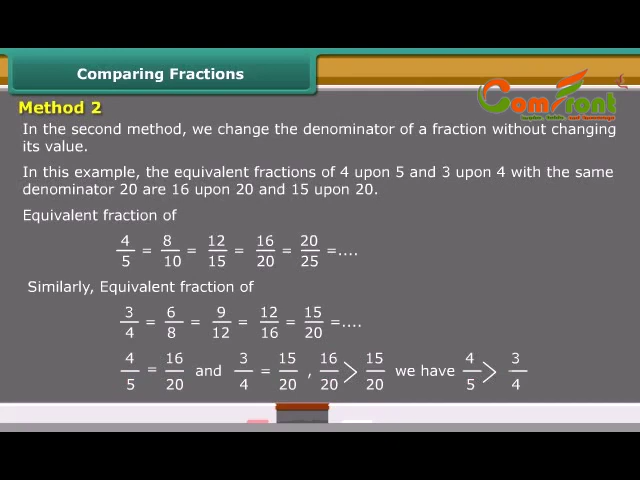 Comparing Fractions
ComFront
Method 2
In the second method, we change the denominator of a fraction without changing
its value.
In this example, the equivalent fractions of 4 upon 5 and 3 upon 4 with the same
denominator 20 are 16 upon 20 and 15 upon 20.
Equivalent fraction of
4/5 = 8/10 = 12/15 = 16/20 = 20/25 =....
Similarly, Equivalent fraction of
3/4 = 6/8 = 9/12 = 12/16 = 15/20 =....
4/5 = 16/20 and 3/4 = 15/20 , 16/20 > 15/20 we have 4/5 > 3/4